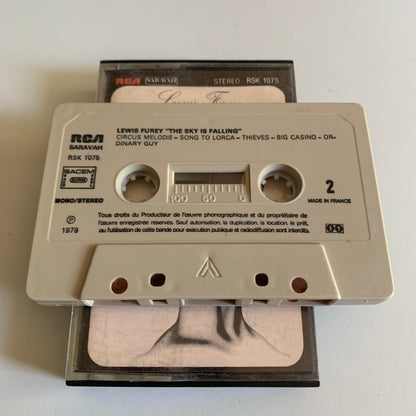 RCA SARAVAH STEREO RSK 1075
Lewis Furey
RCA
SARAVAH
RSK 1075
SACEM
MONO/STEREO
℗
1979
LEWIS FUREY "THE SKY IS FALLING"
CIRCUS MELODIE - SONG TO LORCA - THIEVES - BIG CASINO - OR-
DINARY GUY
100 50 0
2
MADE IN FRANCE
Tous droits du Producteur de l'œuvre phonographique et du propriétaire de
l'œuvre enregistrée réservés. Sauf autorisation, la duplication, la location, le prêt,
ou l'utilisation de cette bande pour exécution publique et radiodiffusion sont interdits.